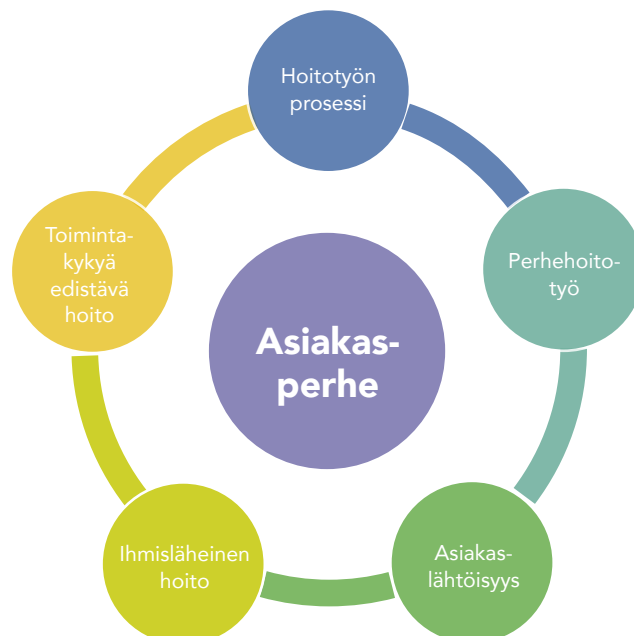 Hoitotyön
prosessi
Perhehoito-
työ
Asiakas-
lähtöisyys
Ihmisläheinen
hoito
Toiminta-
kykyä
edistävä
hoito
Asiakas-
perhe